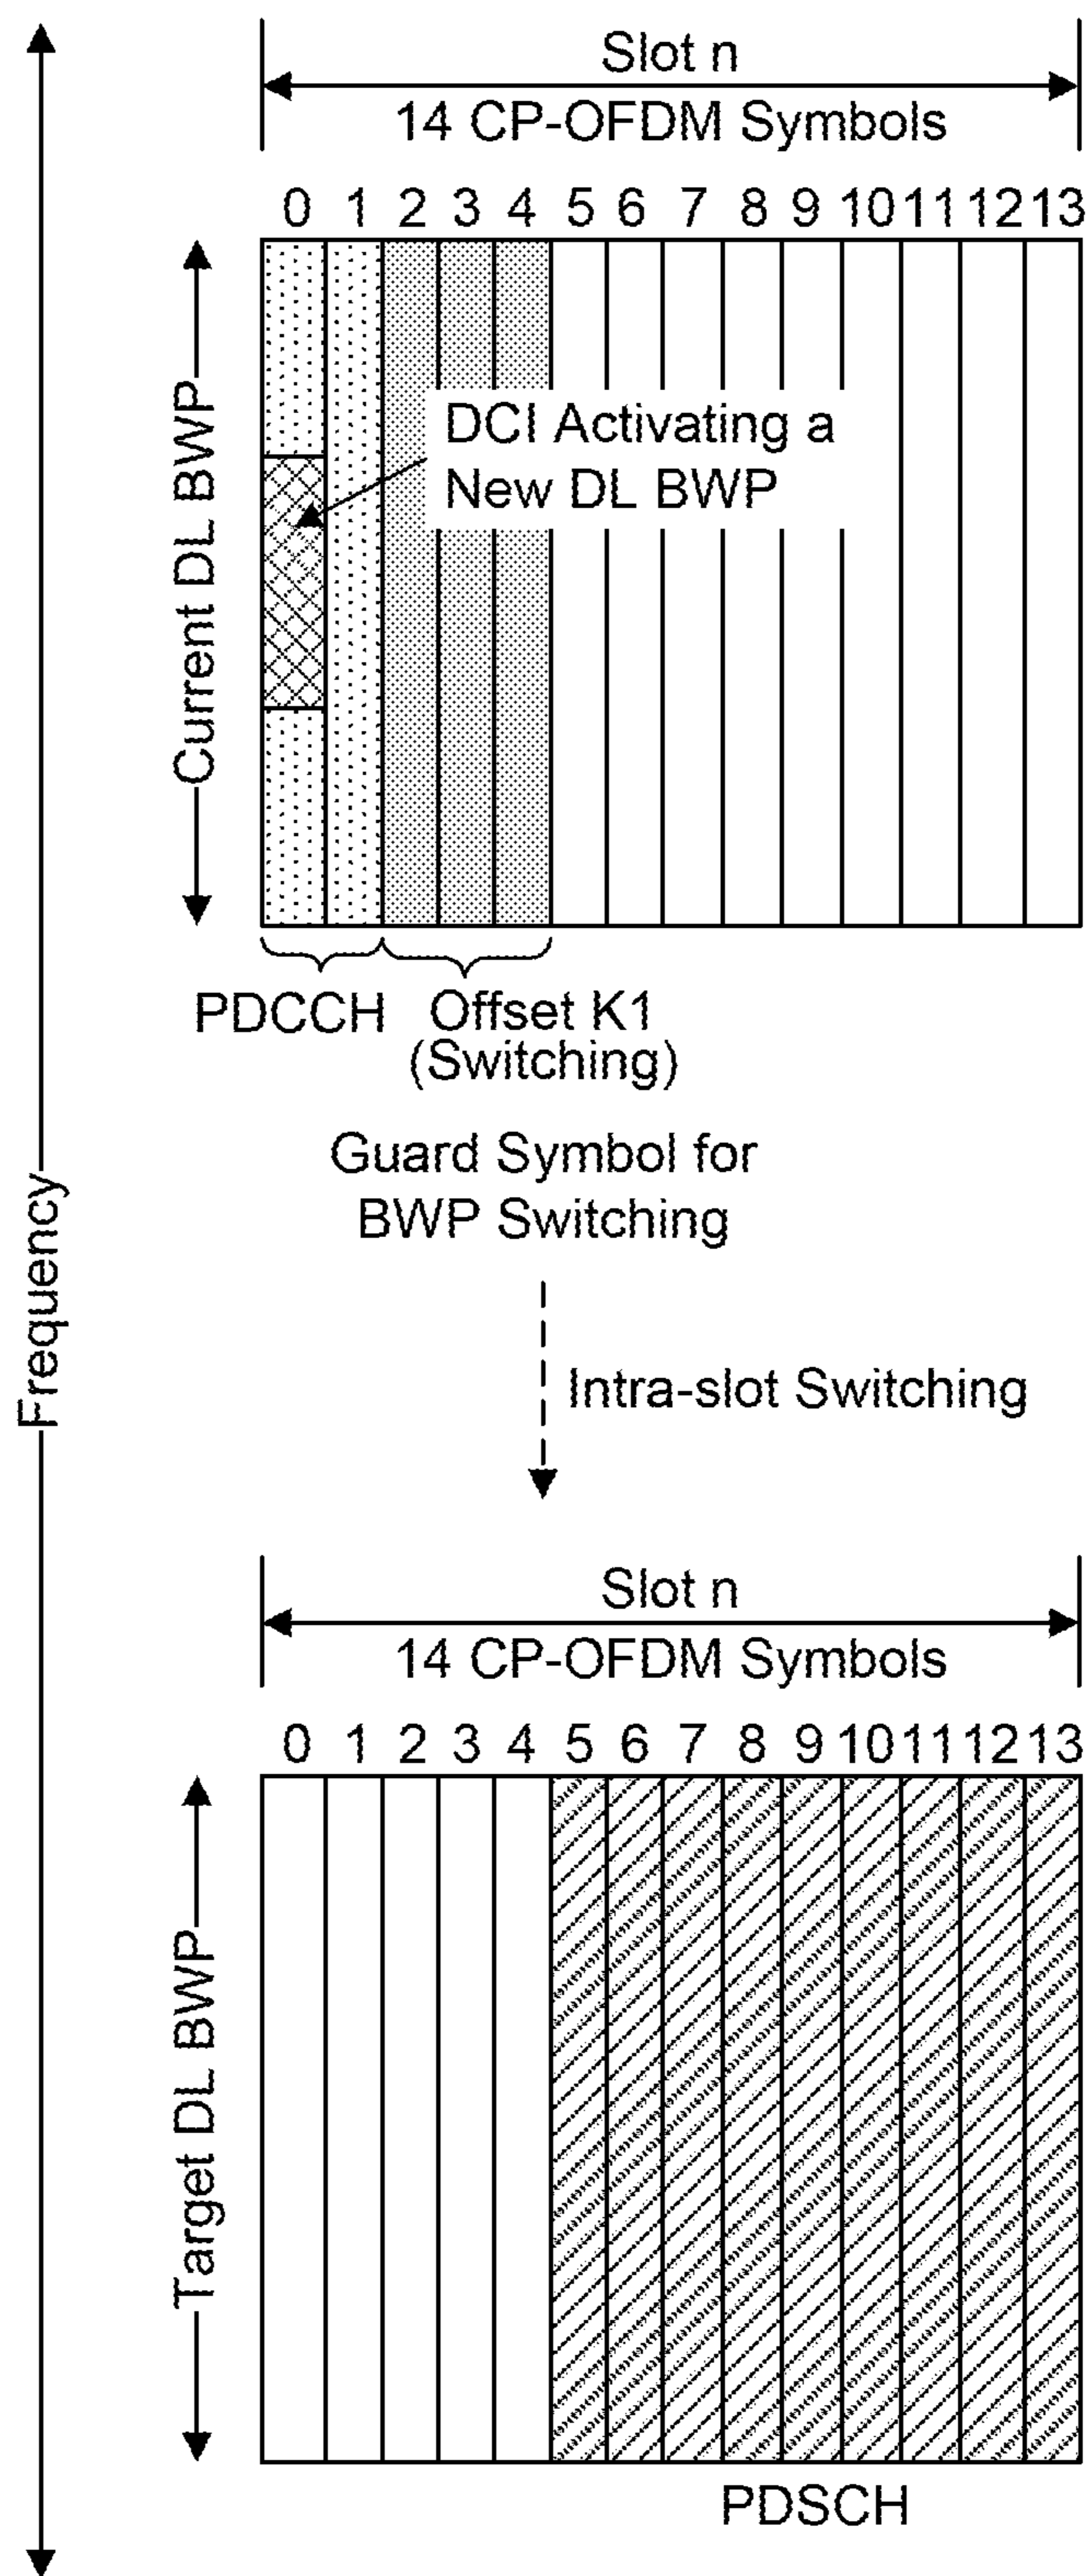 Slot n
14 CP-OFDM Symbols
0 1 2 3 4 5 6 7 8 9 10 11 12 13
Current DL BWP
DCI Activating a
New DL BWP
PDCCH Offset K1
(Switching)
Guard Symbol for
BWP Switching
Frequency
Intra-slot Switching
Slot n
14 CP-OFDM Symbols
0 1 2 3 4 5 6 7 8 9 10 11 12 13
Target DL BWP
PDSCH